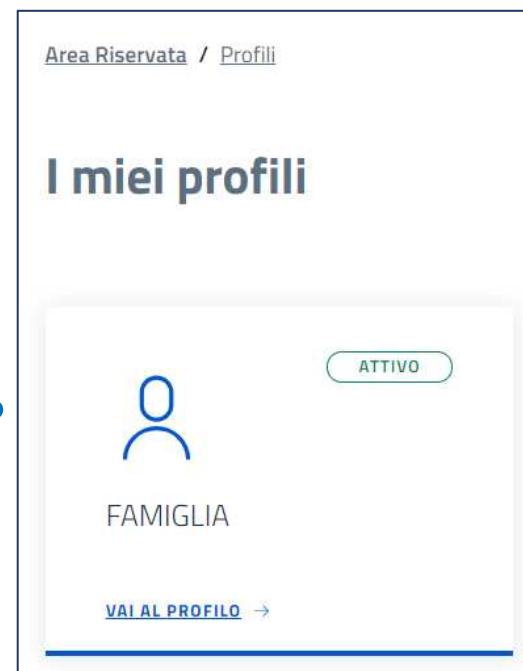 Area Riservata / Profili
I miei profili
ATTIVO
FAMIGLIA
VAI AL PROFILO →